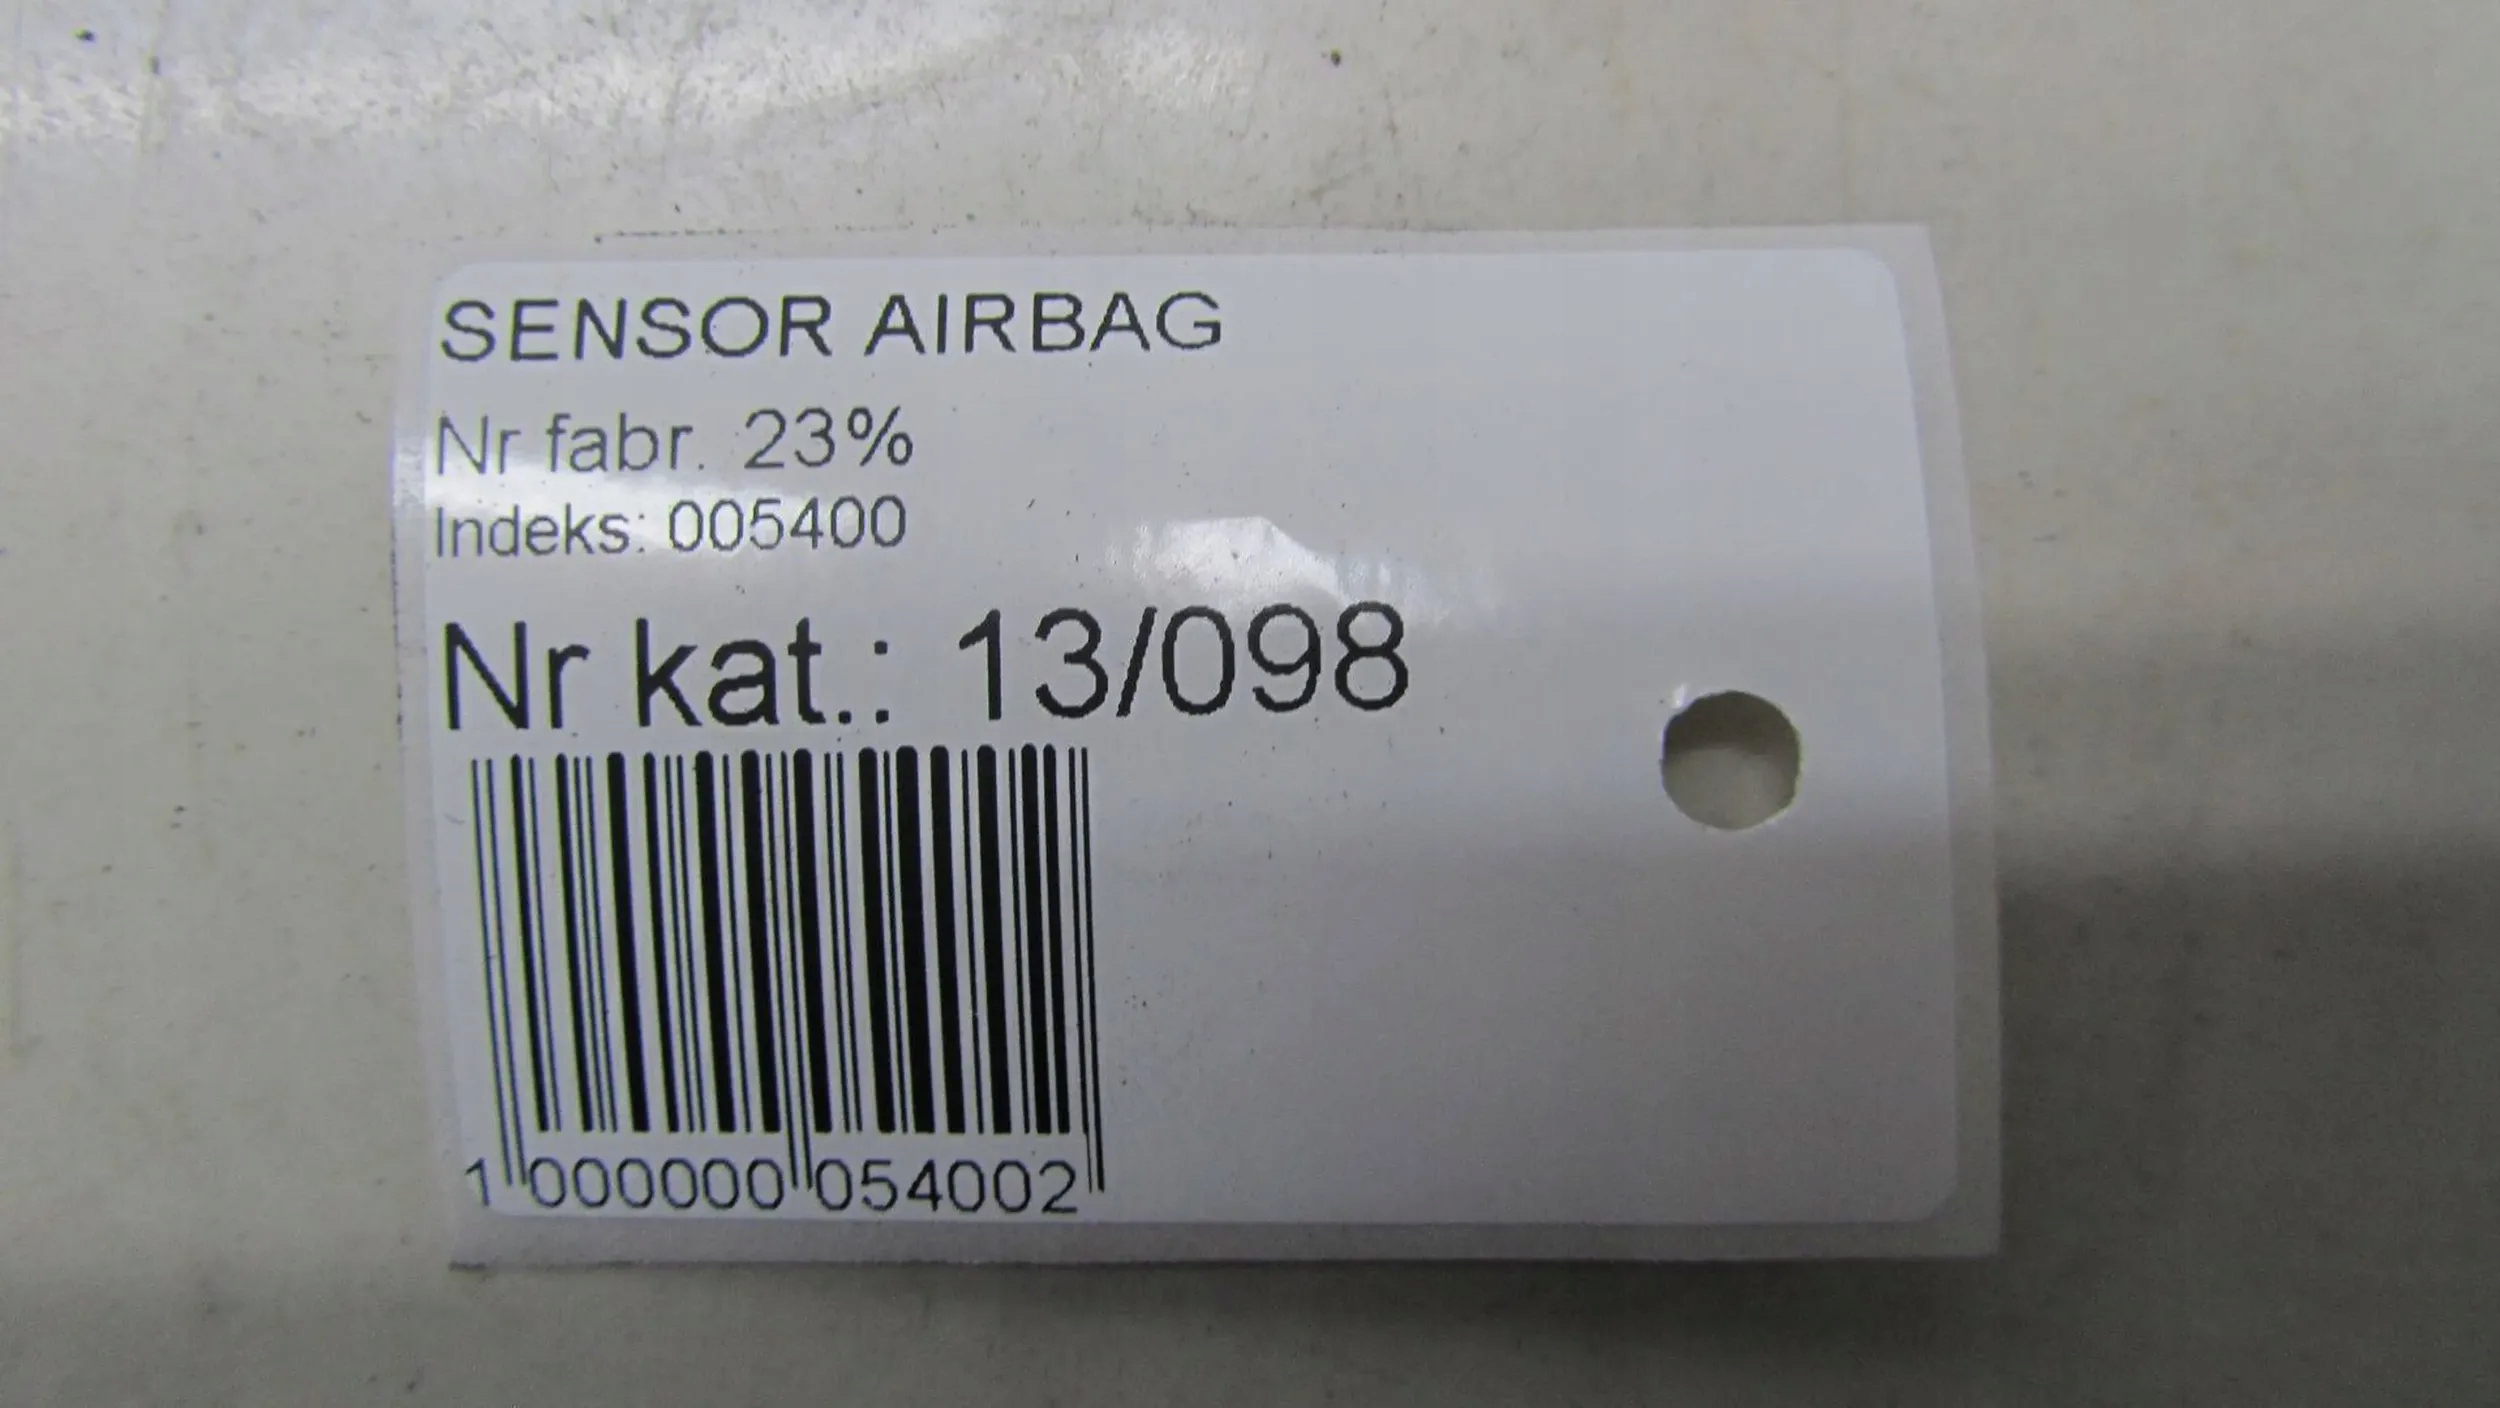 SENSOR AIRBAG
Nr fabr. 23%
Indeks: 005400
Nr kat.: 13/098
1 000000 054002